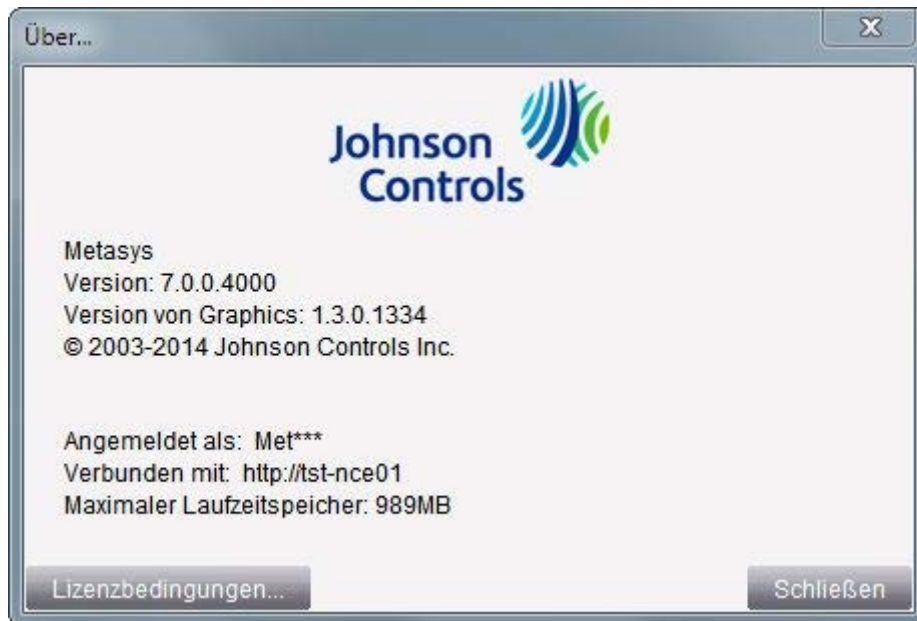 Über...
Johnson
Controls
Metasys
Version: 7.0.0.4000
Version von Graphics: 1.3.0.1334
© 2003-2014 Johnson Controls Inc.
Angemeldet als: Met***
Verbunden mit: http://tst-nce01
Maximaler Laufzeitspeicher: 989MB
Lizenzbedingungen...
Schließen